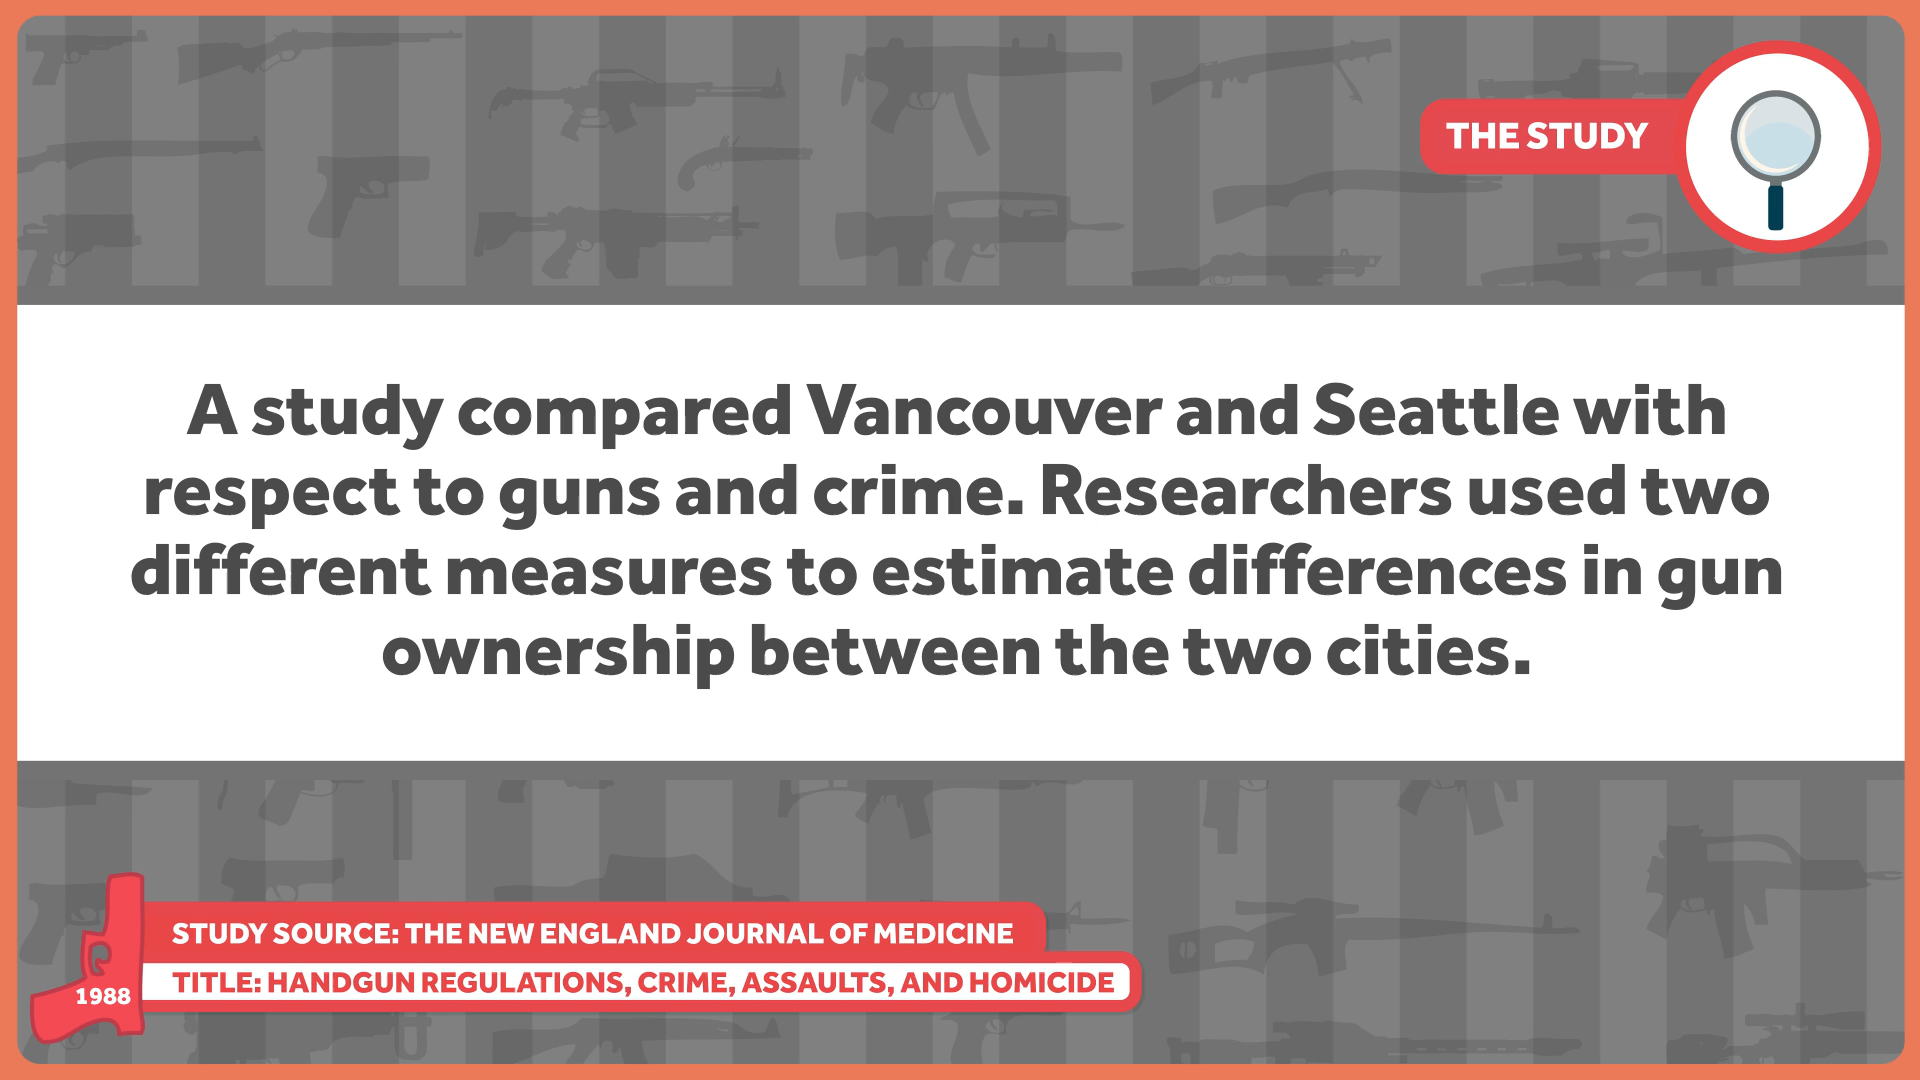 THE STUDY
A study compared Vancouver and Seattle with
respect to guns and crime. Researchers used two
different measures to estimate differences in gun
ownership between the two cities.
STUDY SOURCE: THE NEW ENGLAND JOURNAL OF MEDICINE
TITLE: HANDGUN REGULATIONS, CRIME, ASSAULTS, AND HOMICIDE
1988